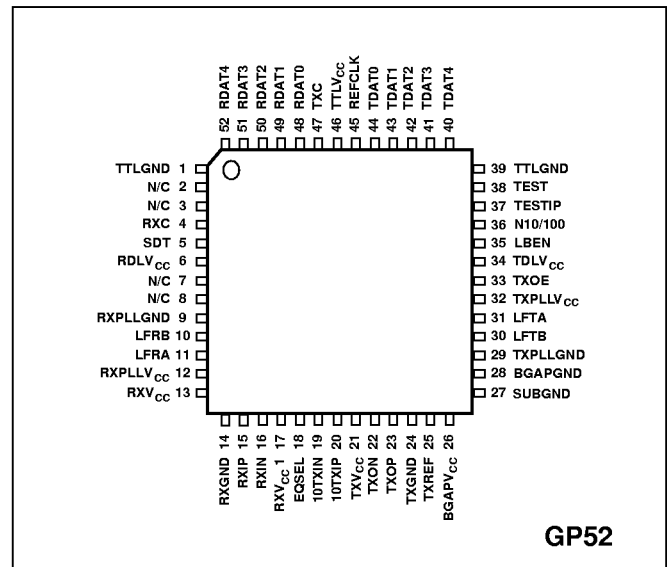 52 RDAT4
51 RDAT3
50 RDAT2
49 RDAT1
48 RDAT0
47 TXC
46 TTLVCC
45 REFCLK
44 TDAT0
43 TDAT1
42 TDAT2
41 TDAT3
40 TDAT4
TTLGND 1
N/C 2
N/C 3
RXC 4
SDT 5
RDLVCC 6
N/C 7
N/C 8
RXPLLGND 9
LFRB 10
LFRA 11
RXPLLVCC 12
RXVCC 13
39 TTLGND
38 TEST
37 TESTIP
36 N10/100
35 LBEN
34 TDLVCC
33 TXOE
32 TXPLLVCC
31 LFTA
30 LFTB
29 TXPLLGND
28 BGAPGND
27 SUBGND
RXGND 14
RXIP 15
RXIN 16
RXVCC1 17
EQSEL 18
10TXIN 19
10TXIP 20
TXVCC 21
TXON 22
TXOP 23
TXGND 24
TXREF 25
BGAPVCC 26
GP52